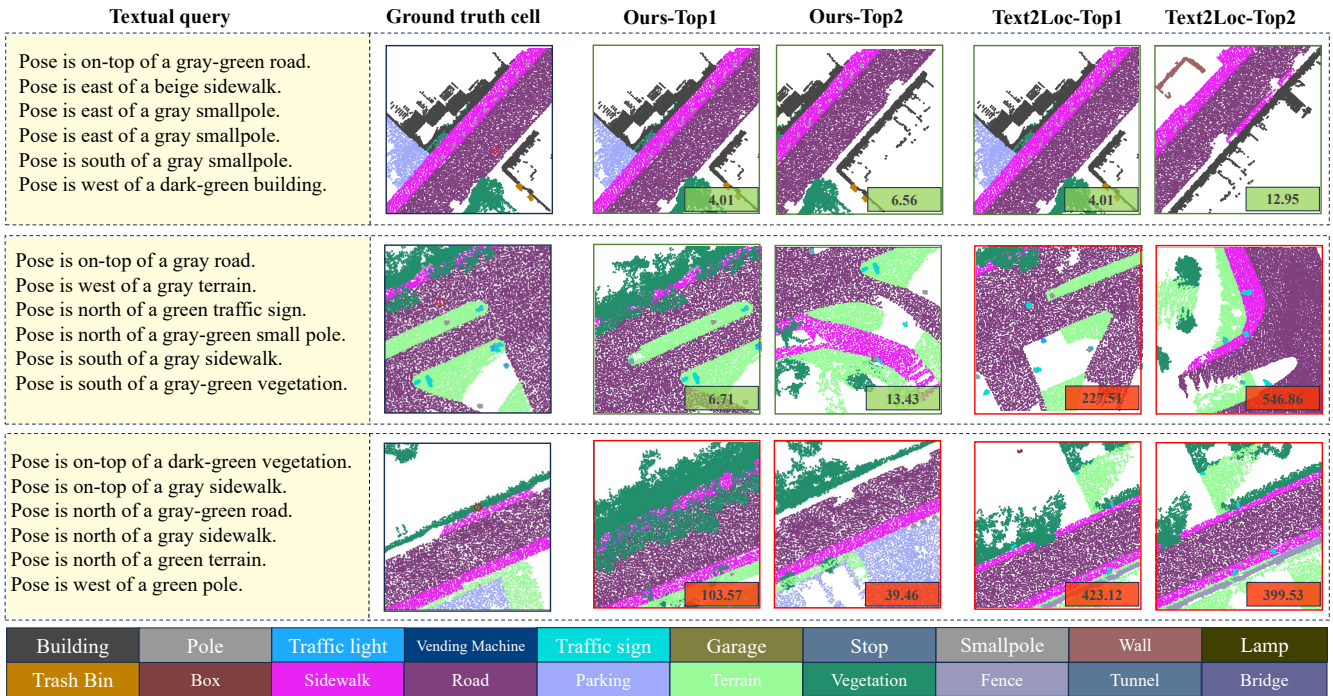 Textual query
Ground truth cell
Ours-Top1
Ours-Top2
Text2Loc-Top1
Text2Loc-Top2
Pose is on-top of a gray-green road.
Pose is east of a beige sidewalk.
Pose is east of a gray smallpole.
Pose is east of a gray smallpole.
Pose is south of a gray smallpole.
Pose is west of a dark-green building.
4.01
6.56
4.01
12.95
Pose is on-top of a gray road.
Pose is west of a gray terrain.
Pose is north of a green traffic sign.
Pose is north of a gray-green small pole.
Pose is south of a gray sidewalk.
Pose is south of a gray-green vegetation.
6.71
13.43
227.51
546.86
Pose is on-top of a dark-green vegetation.
Pose is on-top of a gray sidewalk.
Pose is north of a gray-green road.
Pose is north of a gray sidewalk.
Pose is north of a green terrain.
Pose is west of a green pole.
103.57
39.46
423.12
399.53
Building
Pole
Traffic light
Vending Machine
Traffic sign
Garage
Stop
Smallpole
Wall
Lamp
Trash Bin
Box
Sidewalk
Road
Parking
Terrain
Vegetation
Fence
Tunnel
Bridge